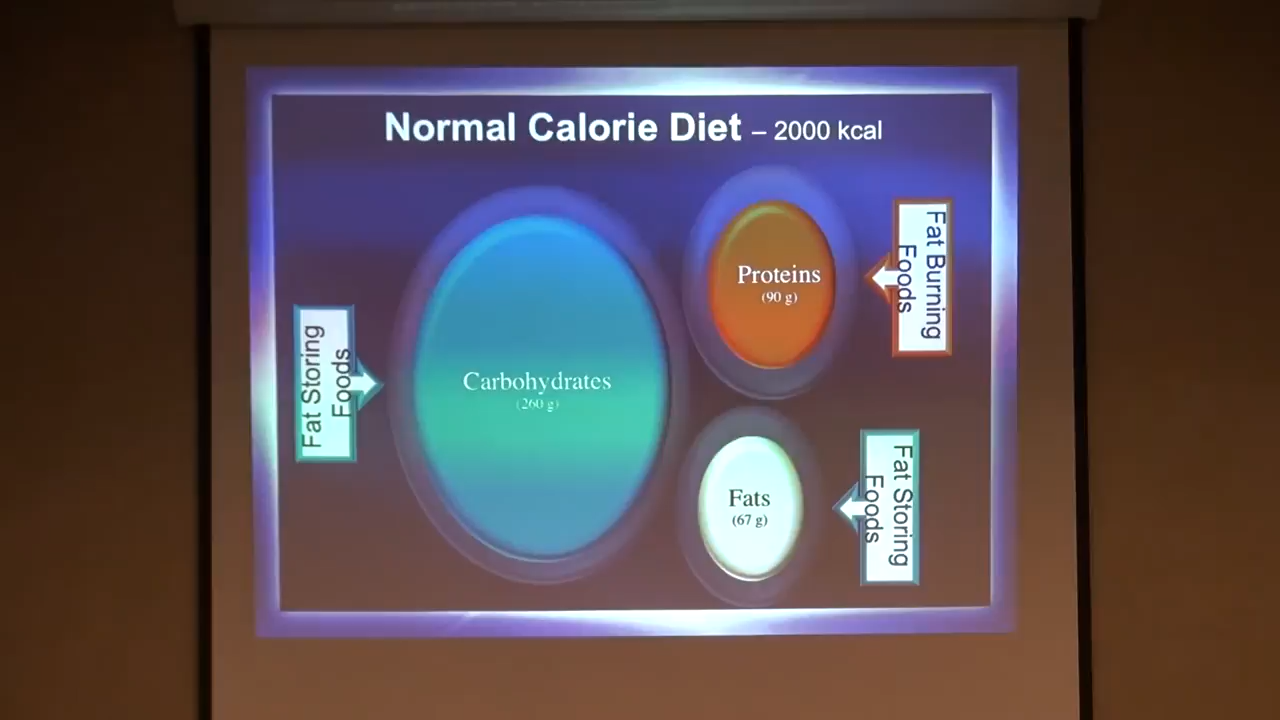 Normal Calorie Diet – 2000 kcal
Fat Storing
Foods
Carbohydrates
(260 g)
Proteins
(90 g)
Fat Burning
Foods
Fats
(67 g)
Fat Storing
Foods